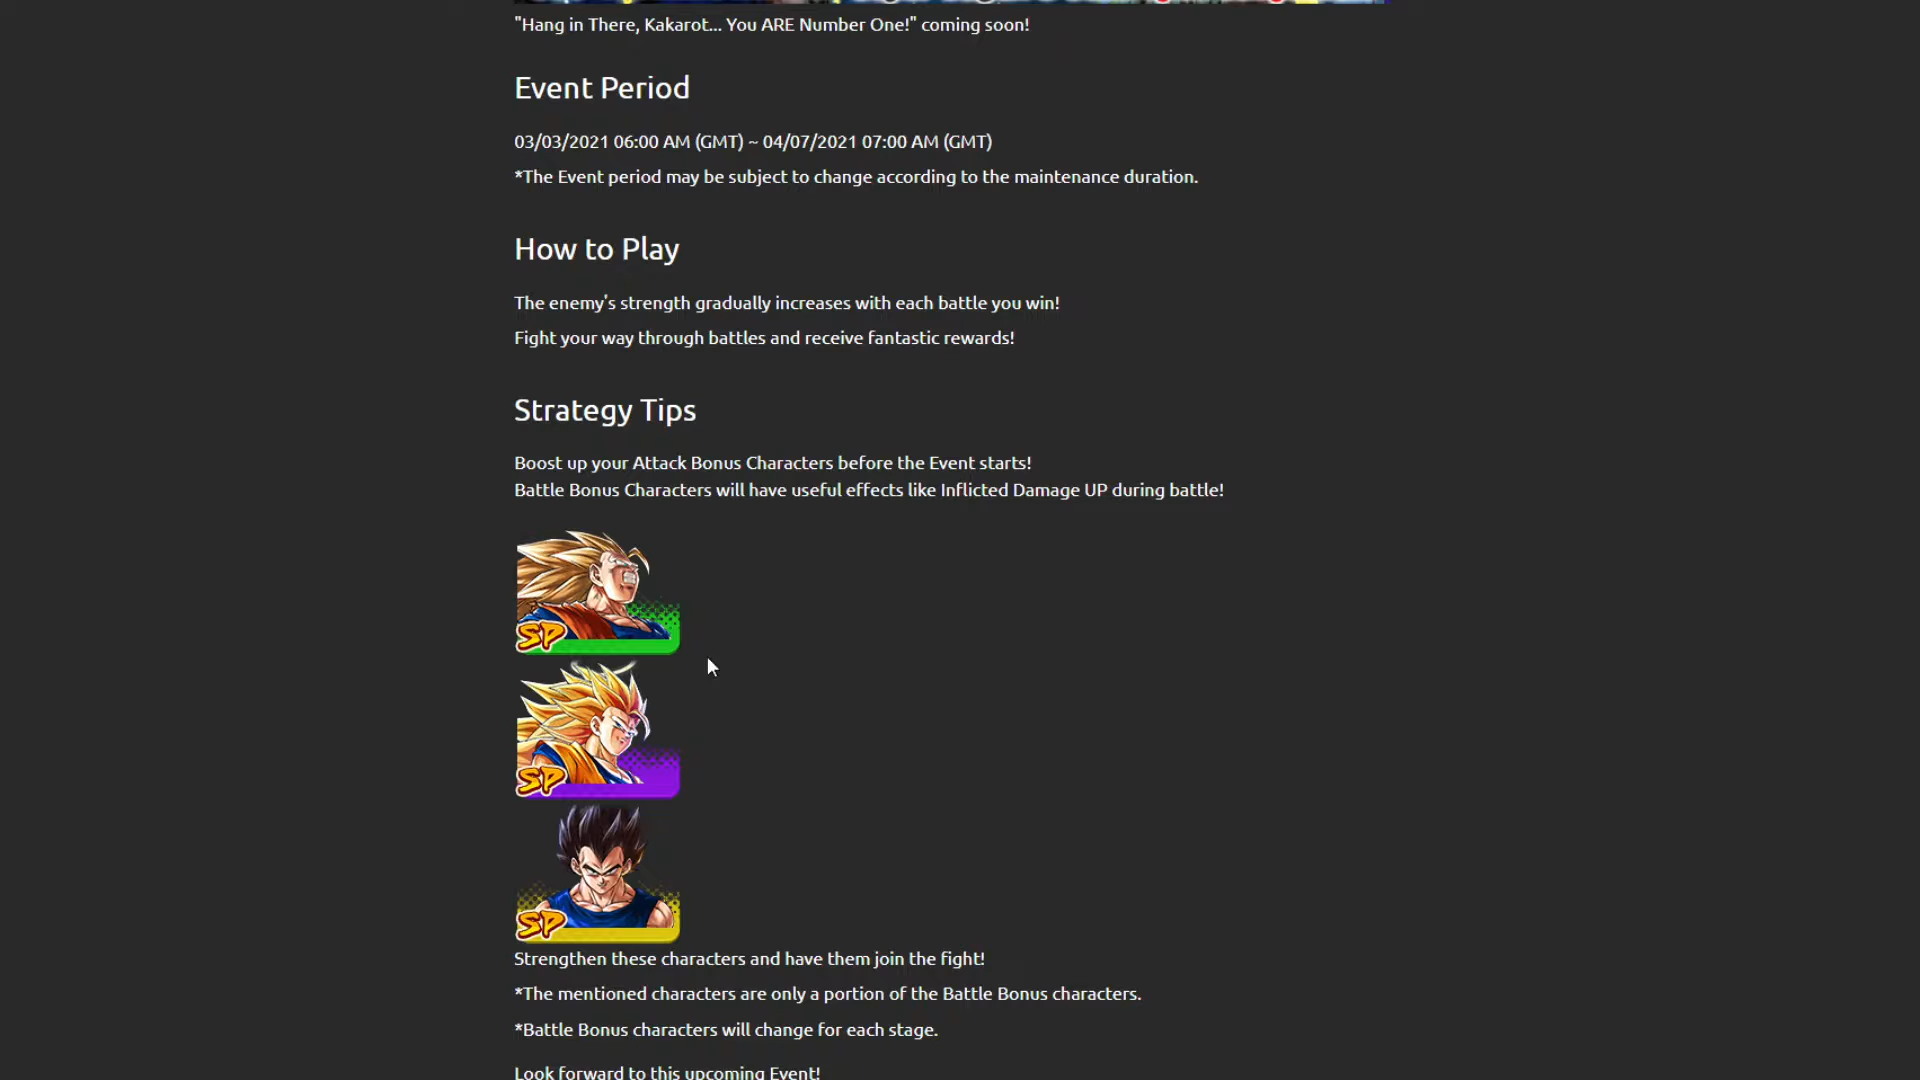 "Hang in There, Kakarot... You ARE Number One!" coming soon!
Event Period
03/03/2021 06:00 AM (GMT) ~ 04/07/2021 07:00 AM (GMT)
*The Event period may be subject to change according to the maintenance duration.
How to Play
The enemy's strength gradually increases with each battle you win!
Fight your way through battles and receive fantastic rewards!
Strategy Tips
Boost up your Attack Bonus Characters before the Event starts!
Battle Bonus Characters will have useful effects like Inflicted Damage UP during battle!
SP
SP
SP
Strengthen these characters and have them join the fight!
*The mentioned characters are only a portion of the Battle Bonus characters.
*Battle Bonus characters will change for each stage.
Look forward to this upcoming Event!